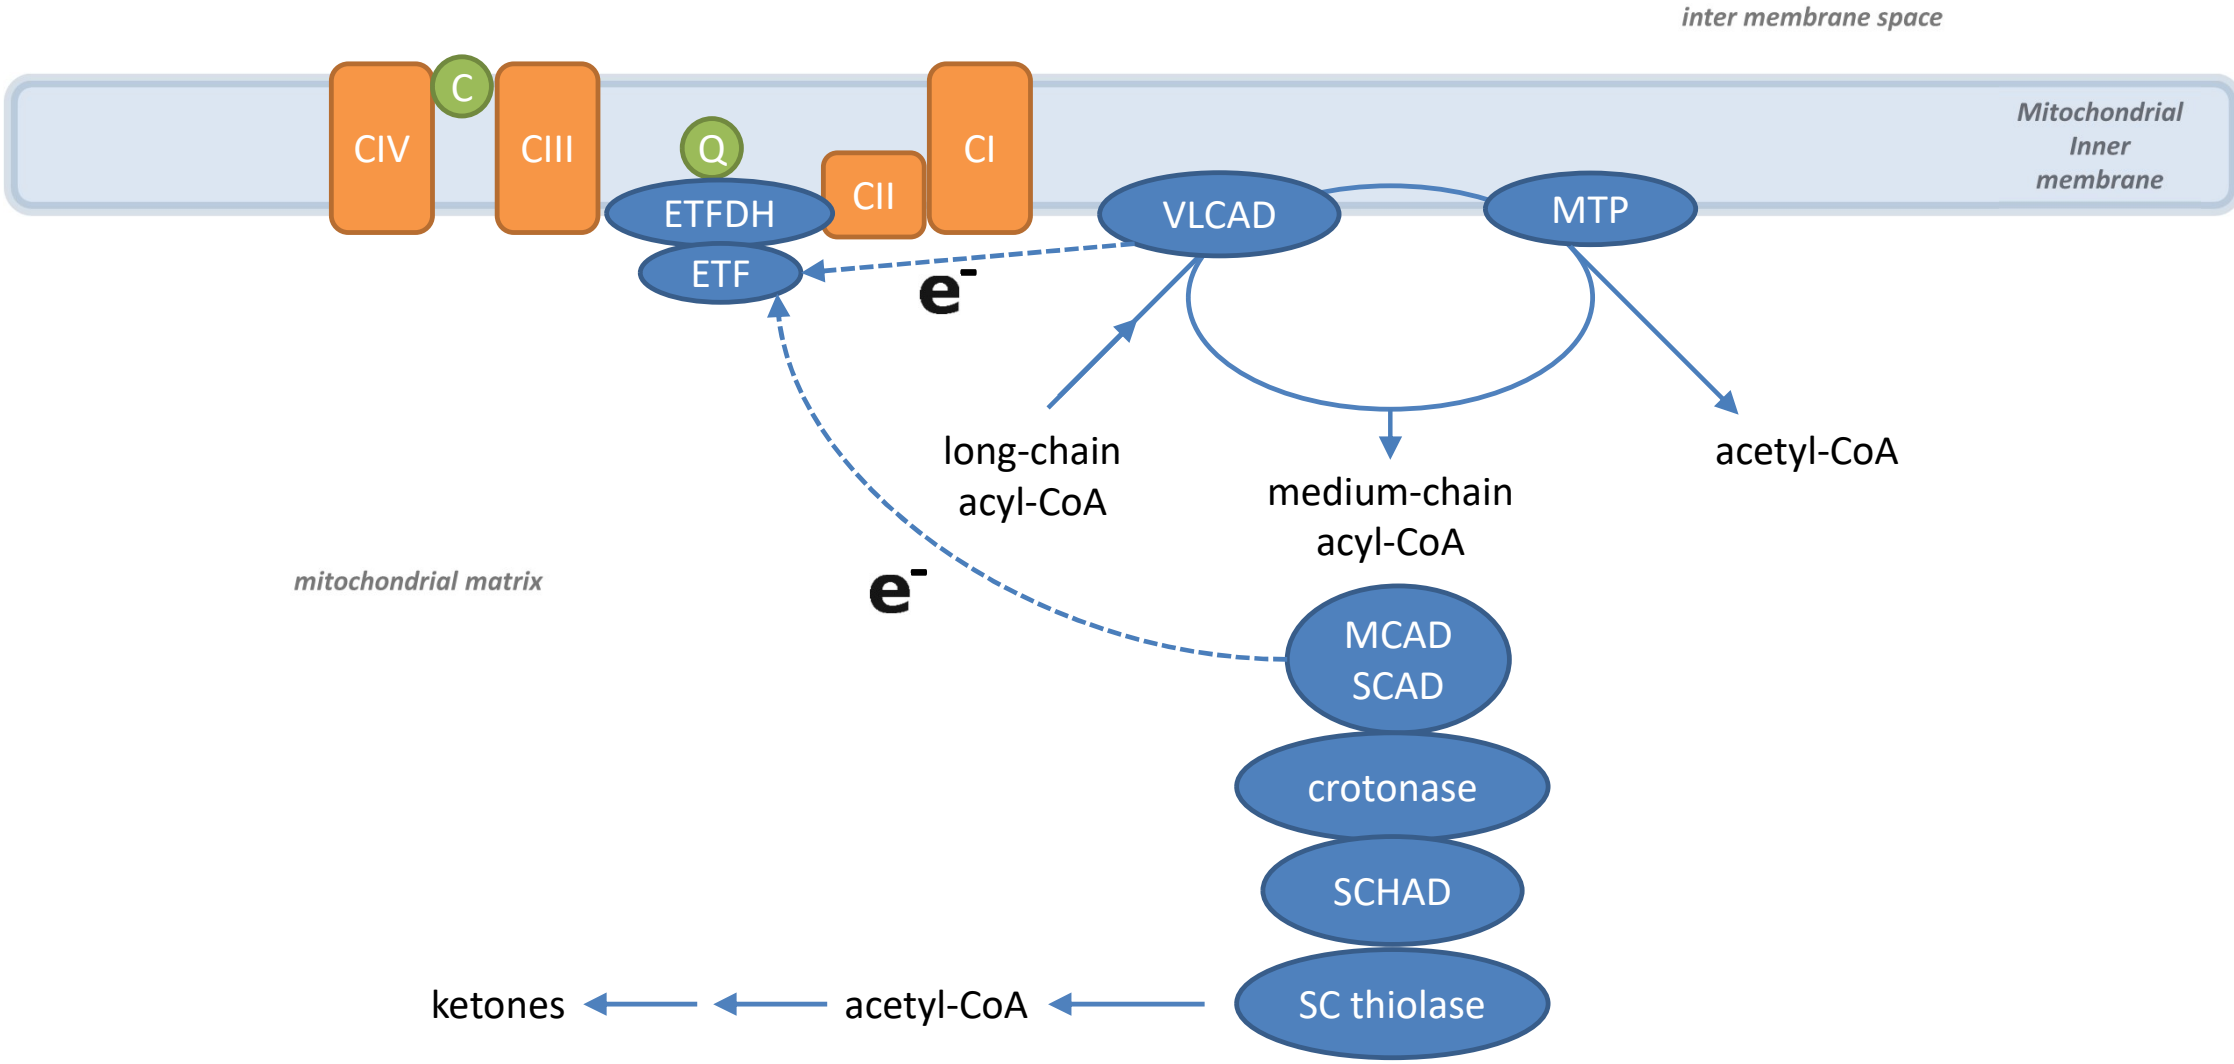 inter membrane space
Mitochondrial
Inner
membrane
CIV
C
CIII
Q
ETFDH
ETF
CII
CI
VLCAD
MTP
e-
long-chain
acyl-CoA
medium-chain
acyl-CoA
acetyl-CoA
mitochondrial matrix
e-
MCAD
SCAD
crotonase
SCHAD
SC thiolase
acetyl-CoA
ketones